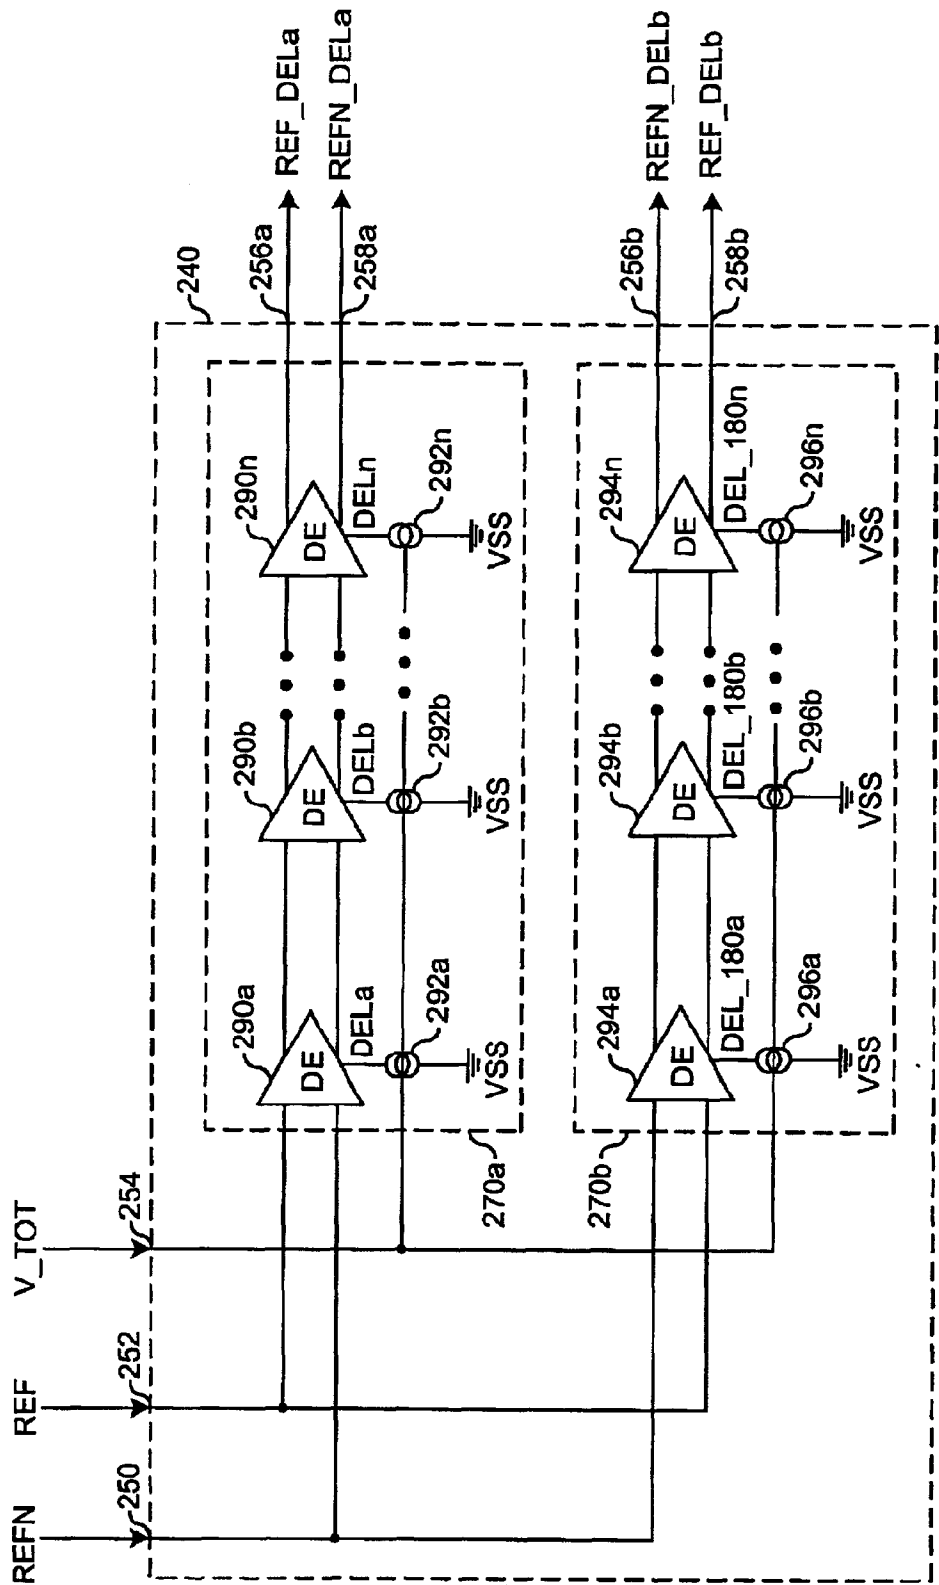 REFN
REF
V_TOT
250
252
254
240
270a
290a
290b
290n
DE
DE
DE
DELa
DELb
DELn
292a
292b
292n
VSS
VSS
VSS
256a
REF_DELa
258a
REFN_DELa
270b
294a
294b
294n
DE
DE
DE
DEL_180a
DEL_180b
DEL_180n
296a
296b
296n
VSS
VSS
VSS
256b
REFN_DELb
258b
REF_DELb